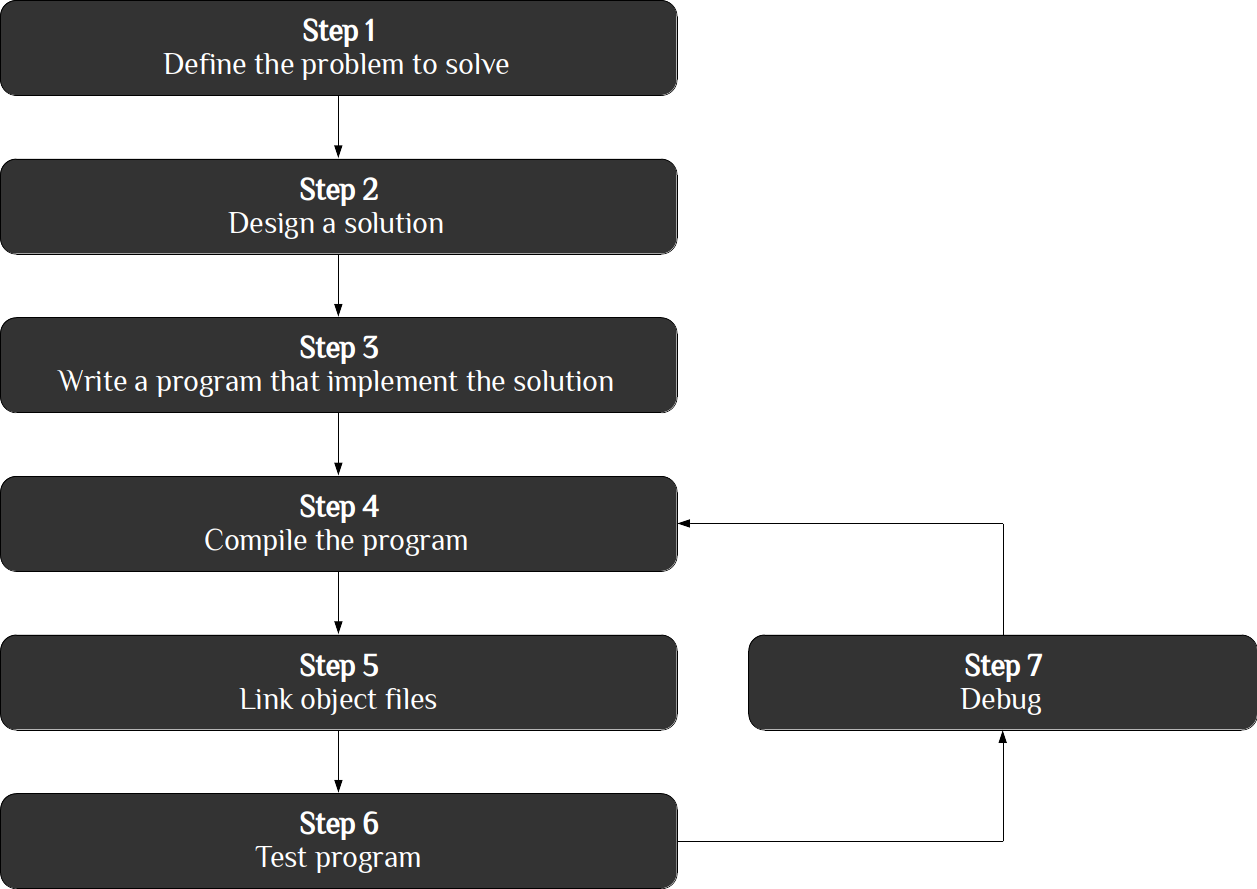 Step 1
Define the problem to solve
Step 2
Design a solution
Step 3
Write a program that implement the solution
Step 4
Compile the program
Step 5
Link object files
Step 7
Debug
Step 6
Test program